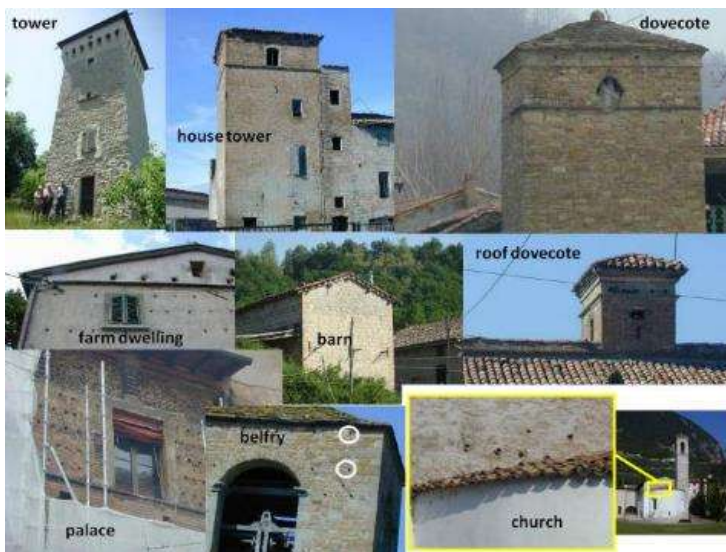 tower
house tower
dovecote
farm dwelling
barn
roof dovecote
palace
belfry
church